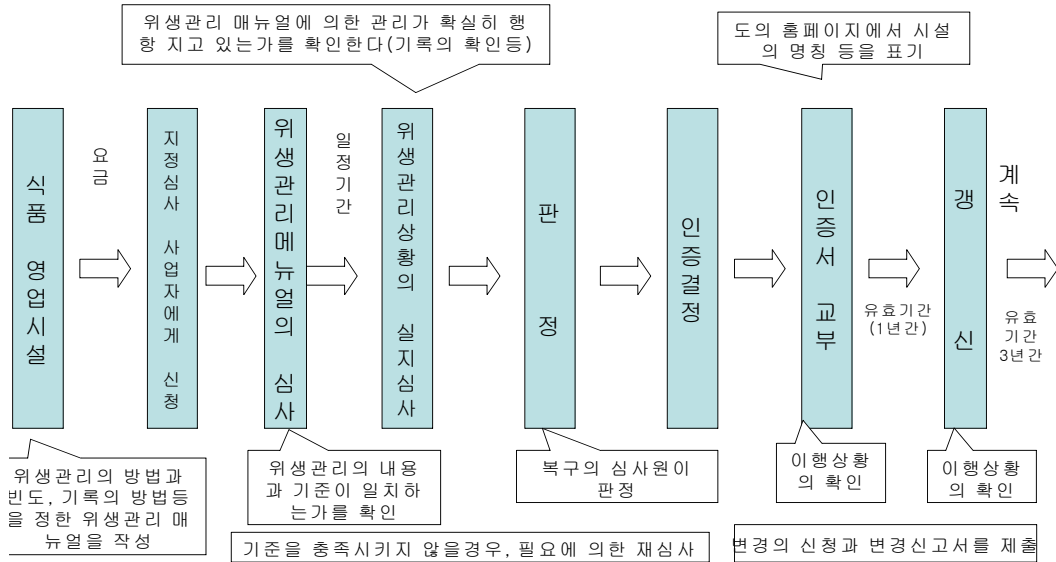 위생관리 매뉴얼에 의한 관리가 확실히 행
항 지고 있는가를 확인한다(기록의 확인등)
도의 홈페이지에서 시설
의 명칭 등을 표기
식품 영업시설
요금
지정심사 사업자에게 신청
위생관리메뉴얼의 심사
일정기간
위생관리상황의 실지심사
판정
인증결정
인증서 교부
유효기간
(1년간)
갱신
계속
유효
기간
3년간
위생관리의 방법과
빈도, 기록의 방법등
을 정한 위생관리 매
뉴얼을 작성
위생관리의 내용
과 기준이 일치하
는가를 확인
복구의 심사원이
판정
이행상황
의 확인
이행상황
의 확인
기준을 충족시키지 않을경우, 필요에 의한 재심사
변경의 신청과 변경신고서를 제출